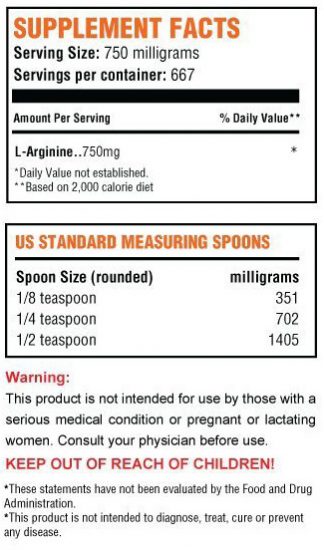 SUPPLEMENT FACTS
Serving Size: 750 milligrams
Servings per container: 667
Amount Per Serving % Daily Value**
L-Arginine..750mg *
*Daily Value not established.
**Based on 2,000 calorie diet
US STANDARD MEASURING SPOONS
Spoon Size (rounded) milligrams
1/8 teaspoon 351
1/4 teaspoon 702
1/2 teaspoon 1405
Warning:
This product is not intended for use by those with a
serious medical condition or pregnant or lactating
women. Consult your physician before use.
KEEP OUT OF REACH OF CHILDREN!
*These statements have not been evaluated by the Food and Drug
Administration.
*This product is not intended to diagnose, treat, cure or prevent
any disease.